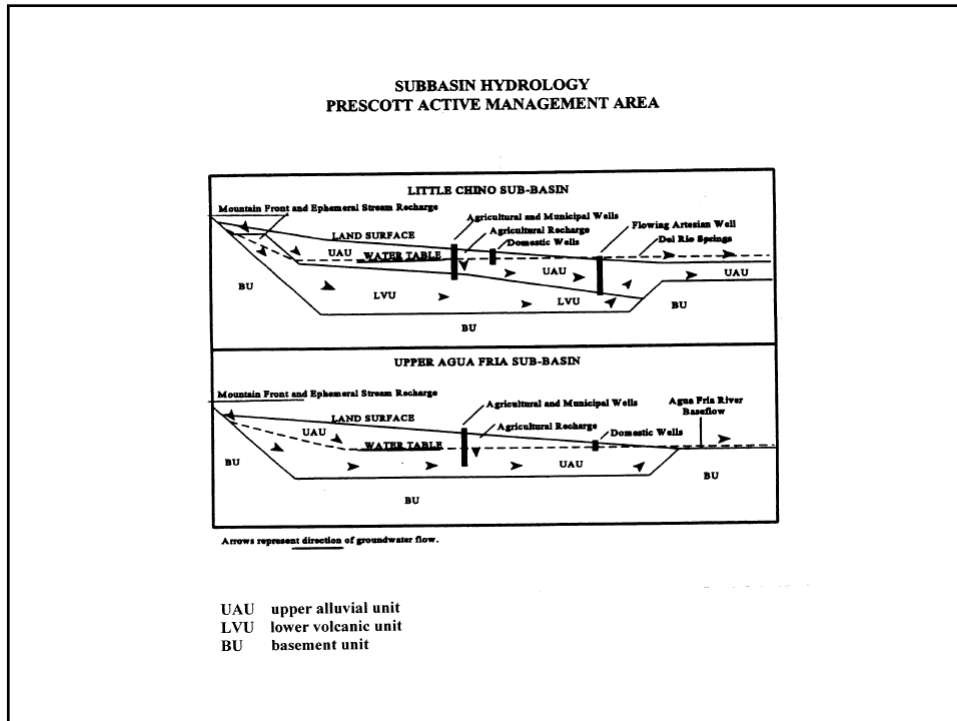 SUBBASIN HYDROLOGY
PRESCOTT ACTIVE MANAGEMENT AREA
LITTLE CHINO SUB-BASIN
Mountain Front and Ephemeral Stream Recharge
Agricultural and Municipal Wells
Agricultural Recharge
Domestic Wells
Flowing Artesian Well
Del Rio Springs
LAND SURFACE
UAU
WATER TABLE
UAU
UAU
BU
LVU
LVU
BU
BU
UPPER AGUA FRIA SUB-BASIN
Mountain Front and Ephemeral Stream Recharge
Agricultural and Municipal Wells
Agua Fria River
Baseflow
LAND SURFACE
Agricultural Recharge
Domestic Wells
UAU
WATER TABLE
BU
UAU
BU
BU
Arrows represent direction of groundwater flow.
UAU upper alluvial unit
LVU lower volcanic unit
BU basement unit